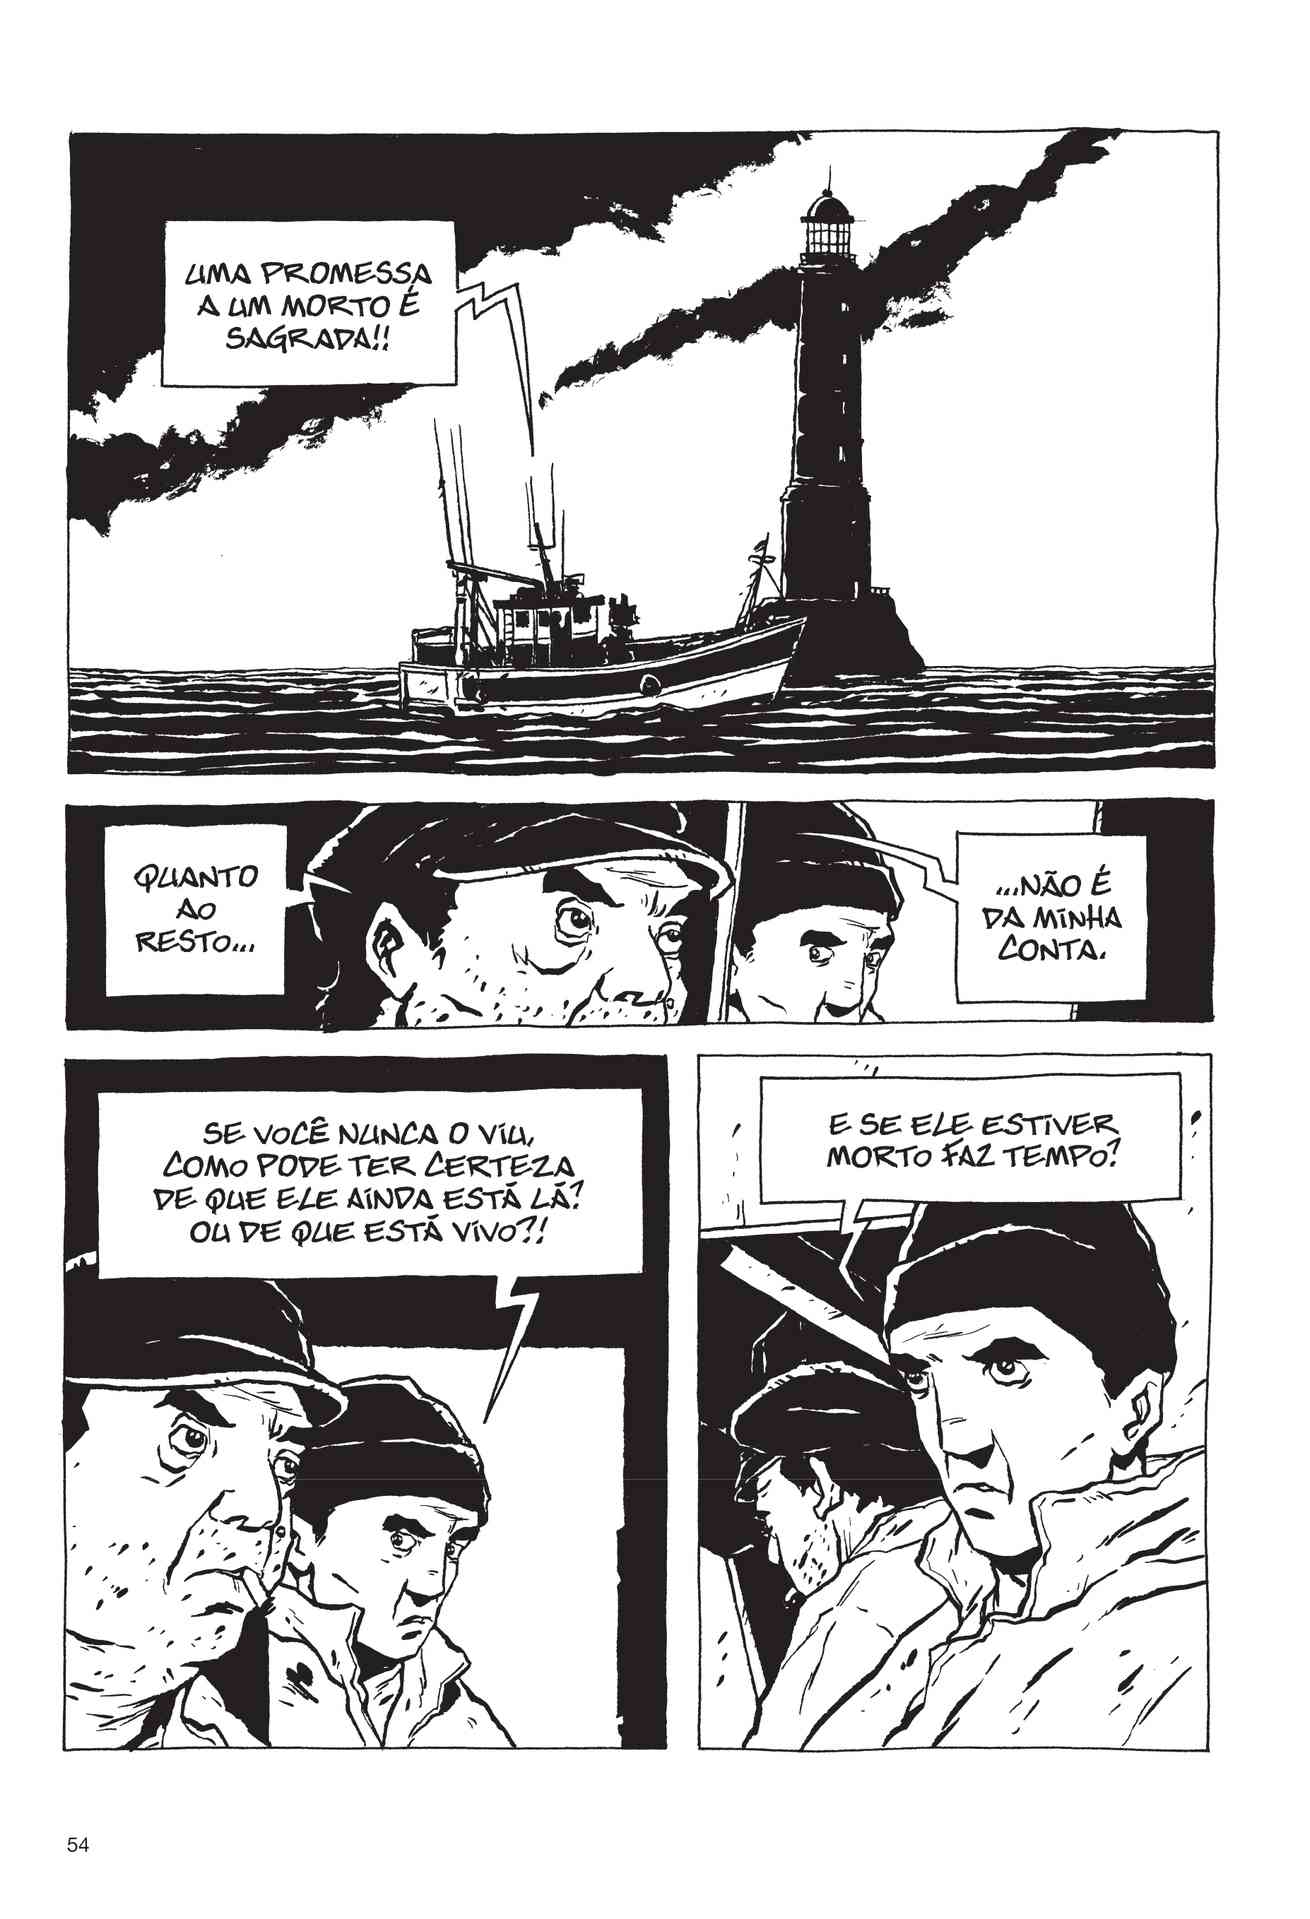 UMA PROMESSA
A UM MORTO É
SAGRADA!!
QUANTO
AO
RESTO...
...NÃO É
DA MINHA
CONTA.
SE VOCÊ NUNCA O VIU,
COMO PODE TER CERTEZA
DE QUE ELE AINDA ESTÁ LÁ?
OU DE QUE ESTÁ VIVO?!
E SE ELE ESTIVER
MORTO FAZ TEMPO?
54